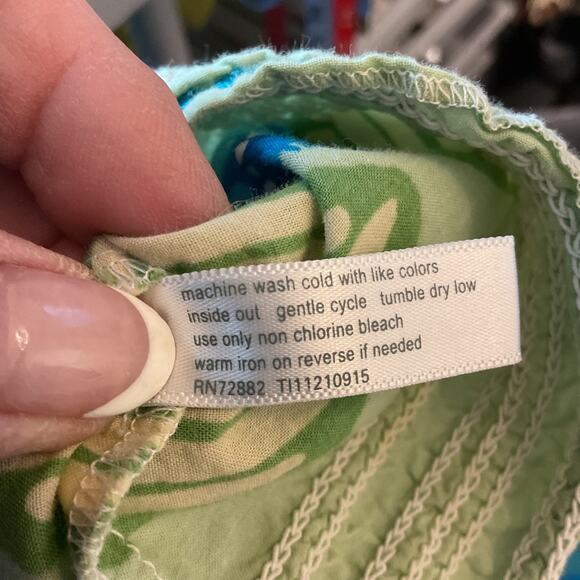 machine wash cold with like colors
inside out gentle cycle tumble dry low
use only non chlorine bleach
warm iron on reverse if needed
RN72882 TI11210915